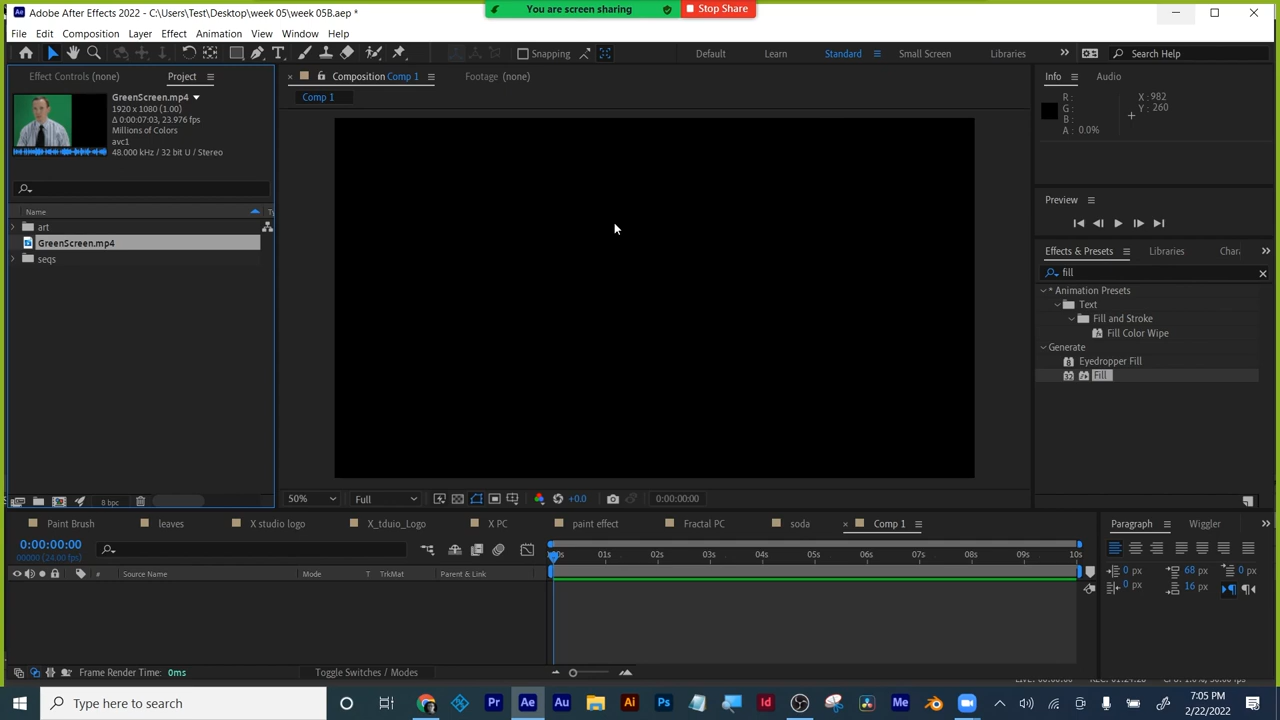 You are screen sharing
Stop Share
Adobe After Effects 2022 - C:\Users\Test\Desktop\week 05\week 05B.aep *
File Edit Composition Layer Effect Animation View Window Help
Snapping
Default Learn Standard Small Screen Libraries
Search Help
Effect Controls (none) Project
Composition Comp 1
Footage (none)
Info Audio
Comp 1
GreenScreen.mp4
1920 x 1080 (1.00)
Δ 0:00:07:03, 23.976 fps
Millions of Colors
avc1
48.000 kHz / 32 bit U / Stereo
R :
G :
B :
A : 0.0%
X : 982
Y : 260
Name
art
GreenScreen.mp4
seqs
Preview
Effects & Presets Libraries
fill
* Animation Presets
Text
Fill and Stroke
Fill Color Wipe
Generate
Eyedropper Fill
Fill
8 bpc
50% Full +0.0 0:00:00:00
Paint Brush leaves X studio logo X_tduio_Logo X PC paint effect Fractal PC soda Comp 1
Paragraph Wiggler
0:00:00:00
00000 (24.00 fps)
01s 02s 03s 04s 05s 06s 07s 08s 09s 10s
# Source Name Mode T TrkMat Parent & Link
0 px 68 px 0 px
0 px 16 px
Frame Render Time: 0ms
Toggle Switches / Modes
Type here to search
7:05 PM
2/22/2022